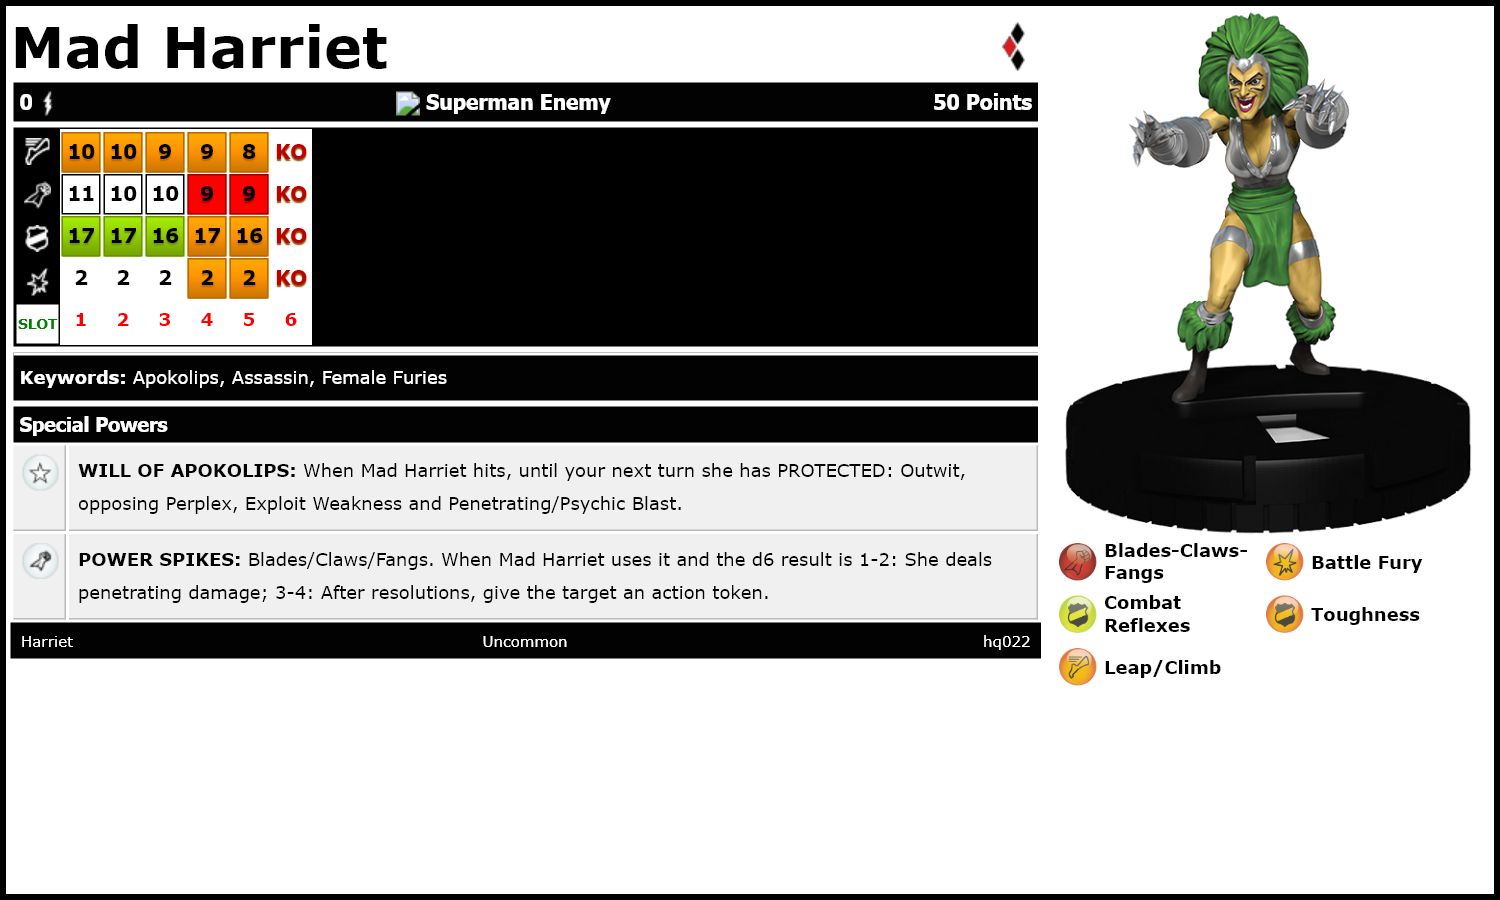 Mad Harriet
0 Superman Enemy 50 Points
10 10 9 9 8 KO
11 10 10 9 9 KO
17 17 16 17 16 KO
2 2 2 2 2 KO
SLOT 1 2 3 4 5 6
Keywords: Apokolips, Assassin, Female Furies
Special Powers
WILL OF APOKOLIPS: When Mad Harriet hits, until your next turn she has PROTECTED: Outwit,
opposing Perplex, Exploit Weakness and Penetrating/Psychic Blast.
POWER SPIKES: Blades/Claws/Fangs. When Mad Harriet uses it and the d6 result is 1-2: She deals
penetrating damage; 3-4: After resolutions, give the target an action token.
Harriet Uncommon hq022
Blades-Claws-
Fangs
Battle Fury
Combat
Reflexes
Toughness
Leap/Climb